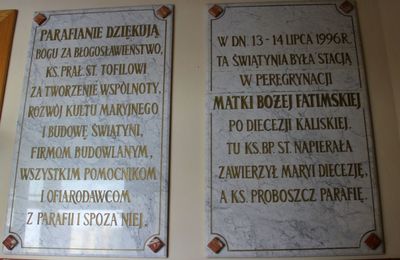 PARAFIANIE DZIĘKUJĄ
BOGU ZA BŁOGOSŁAWIEŃSTWO,
KS. PRAŁ. ST. TOFILOWI
ZA TWORZENIE WSPÓLNOTY,
ROZWÓJ KULTU MARYJNEGO
I BUDOWĘ ŚWIĄTYNI,
FIRMOM BUDOWLANYM,
WSZYSTKIM POMOCNIKOM
I OFIARODAWCOM
Z PARAFII I SPOZA NIEJ.
W DN. 13-14 LIPCA 1996R.
TA ŚWIĄTYNIA BYŁA STACJĄ
W PEREGRYNACJI
MATKI BOŻEJ FATIMSKIEJ
PO DIECEZJI KALISKIEJ.
TU KS. BP. ST. NAPIERAŁA
ZAWIERZYŁ MARYI DIECEZJĘ,
A KS. PROBOSZCZ PARAFIĘ.